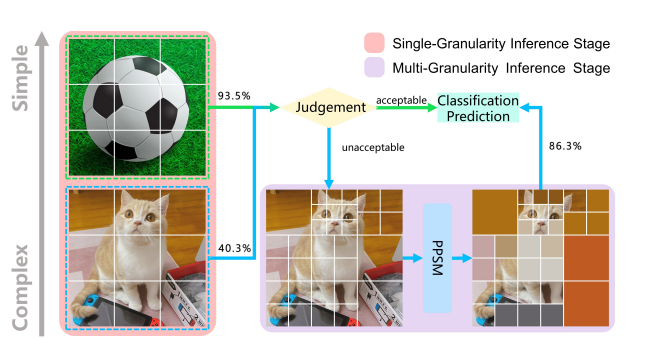 Simple
Complex
Single-Granularity Inference Stage
Multi-Granularity Inference Stage
93.5%
Judgement
acceptable
Classification
Prediction
unacceptable
86.3%
40.3%
PPSM